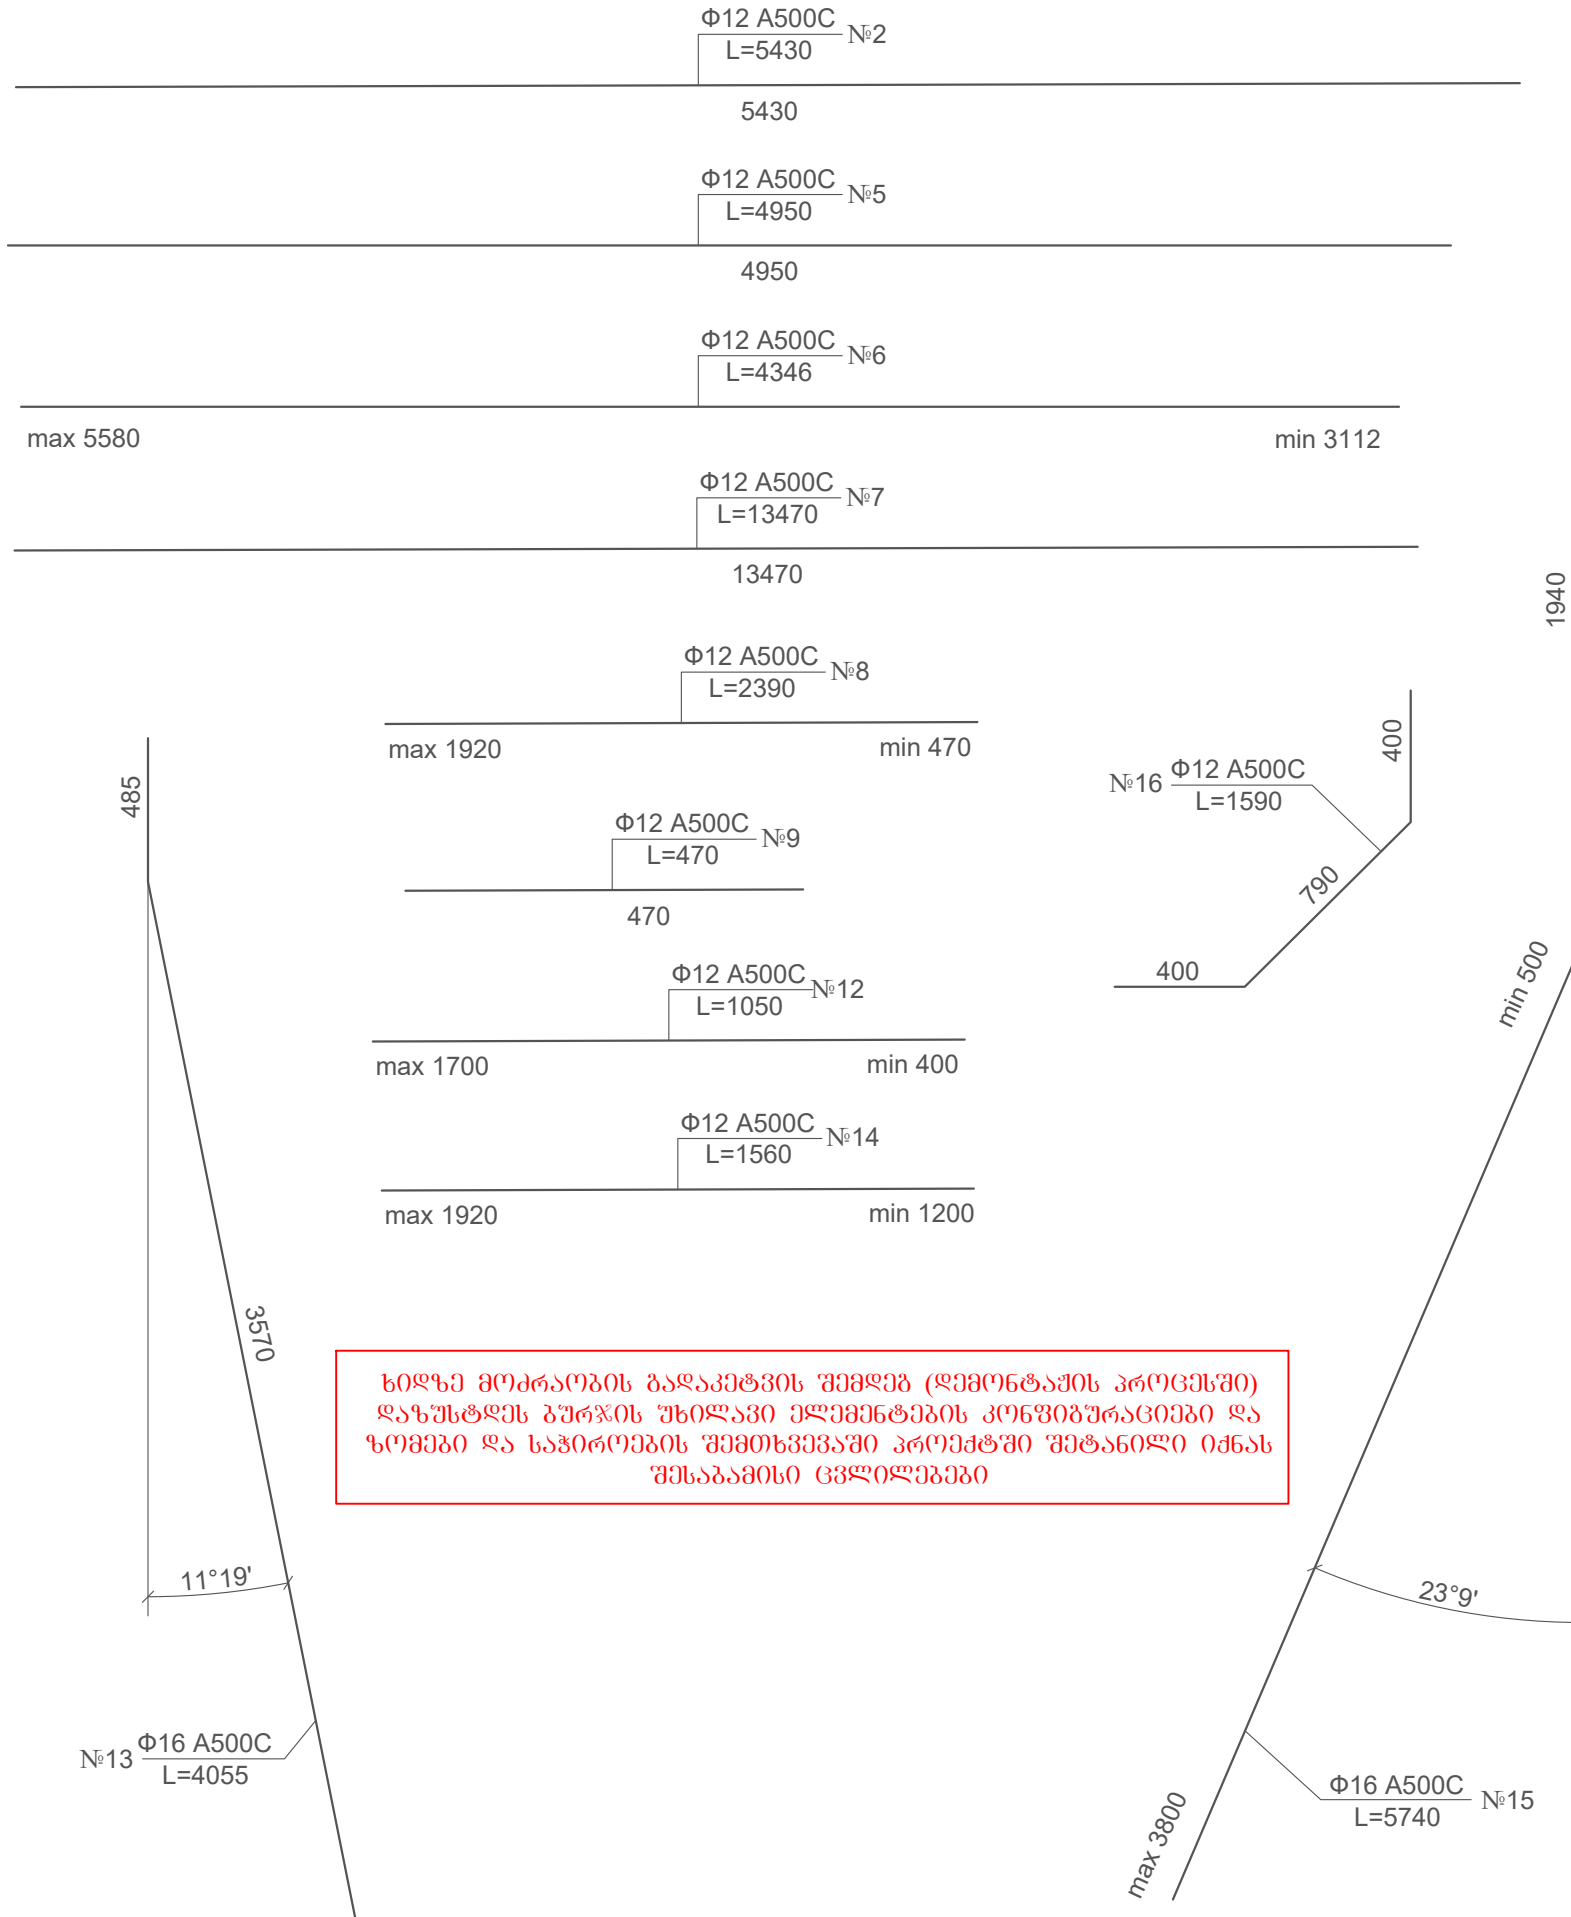 Φ12 A500C
L=5430
№2
5430
Φ12 A500C
L=4950
№5
4950
Φ12 A500C
L=4346
№6
max 5580
min 3112
Φ12 A500C
L=13470
№7
13470
1940
Φ12 A500C
L=2390
№8
max 1920
min 470
485
400
№16
Φ12 A500C
L=1590
790
400
Φ12 A500C
L=470
№9
470
min 500
Φ12 A500C
L=1050
№12
max 1700
min 400
Φ12 A500C
L=1560
№14
max 1920
min 1200
3570
ხიდზე მოძრაობის გადაკეტვის შემდეგ (დემონტაჟის პროცესში)
დაზუსტდეს ბურჯის უხილავი ელემენტების კონფიგურაციები და
ზომები და საჭიროების შემთხვევაში პროექტში შეტანილი იქნას
შესაბამისი ცვლილებები
11°19'
23°9'
№13
Φ16 A500C
L=4055
max 3800
Φ16 A500C
L=5740
№15